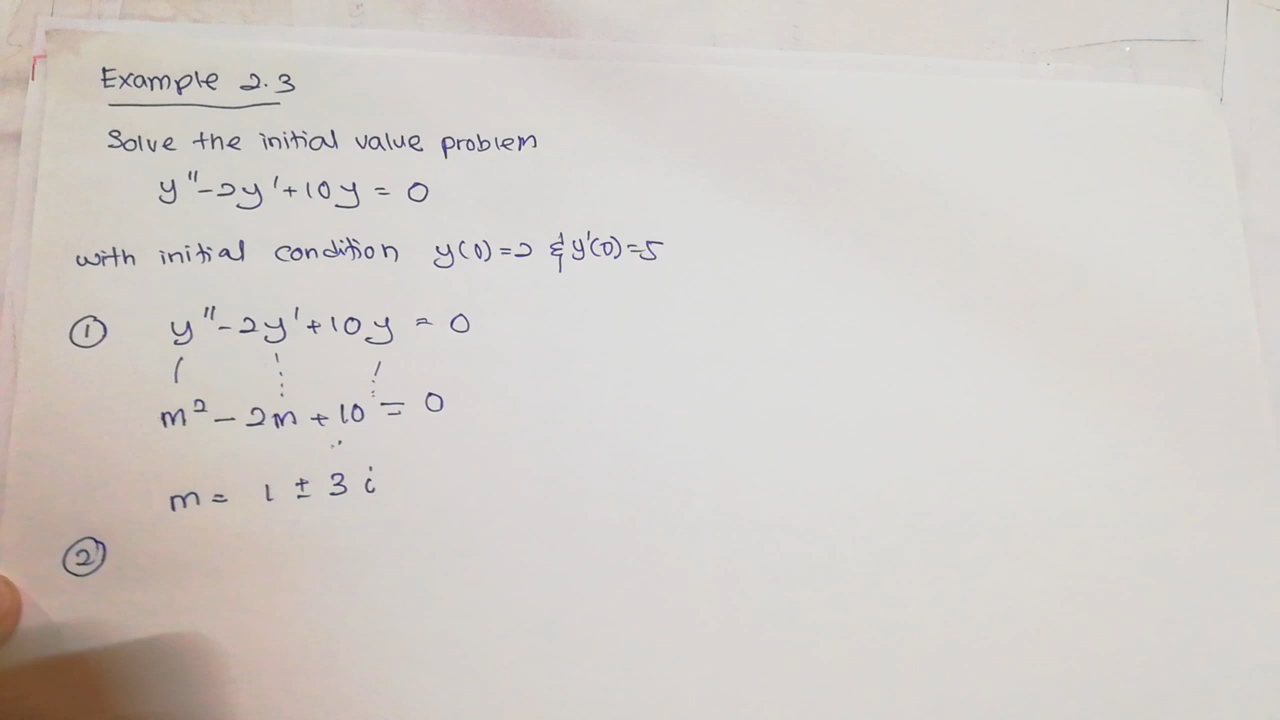 Example 2.3
Solve the initial value problem
y'' - 2y' + 10y = 0
with initial condition y(0) = 2 & y'(0) = 5
① y'' - 2y' + 10y = 0
m² - 2m + 10 = 0
m = 1 ± 3i
②